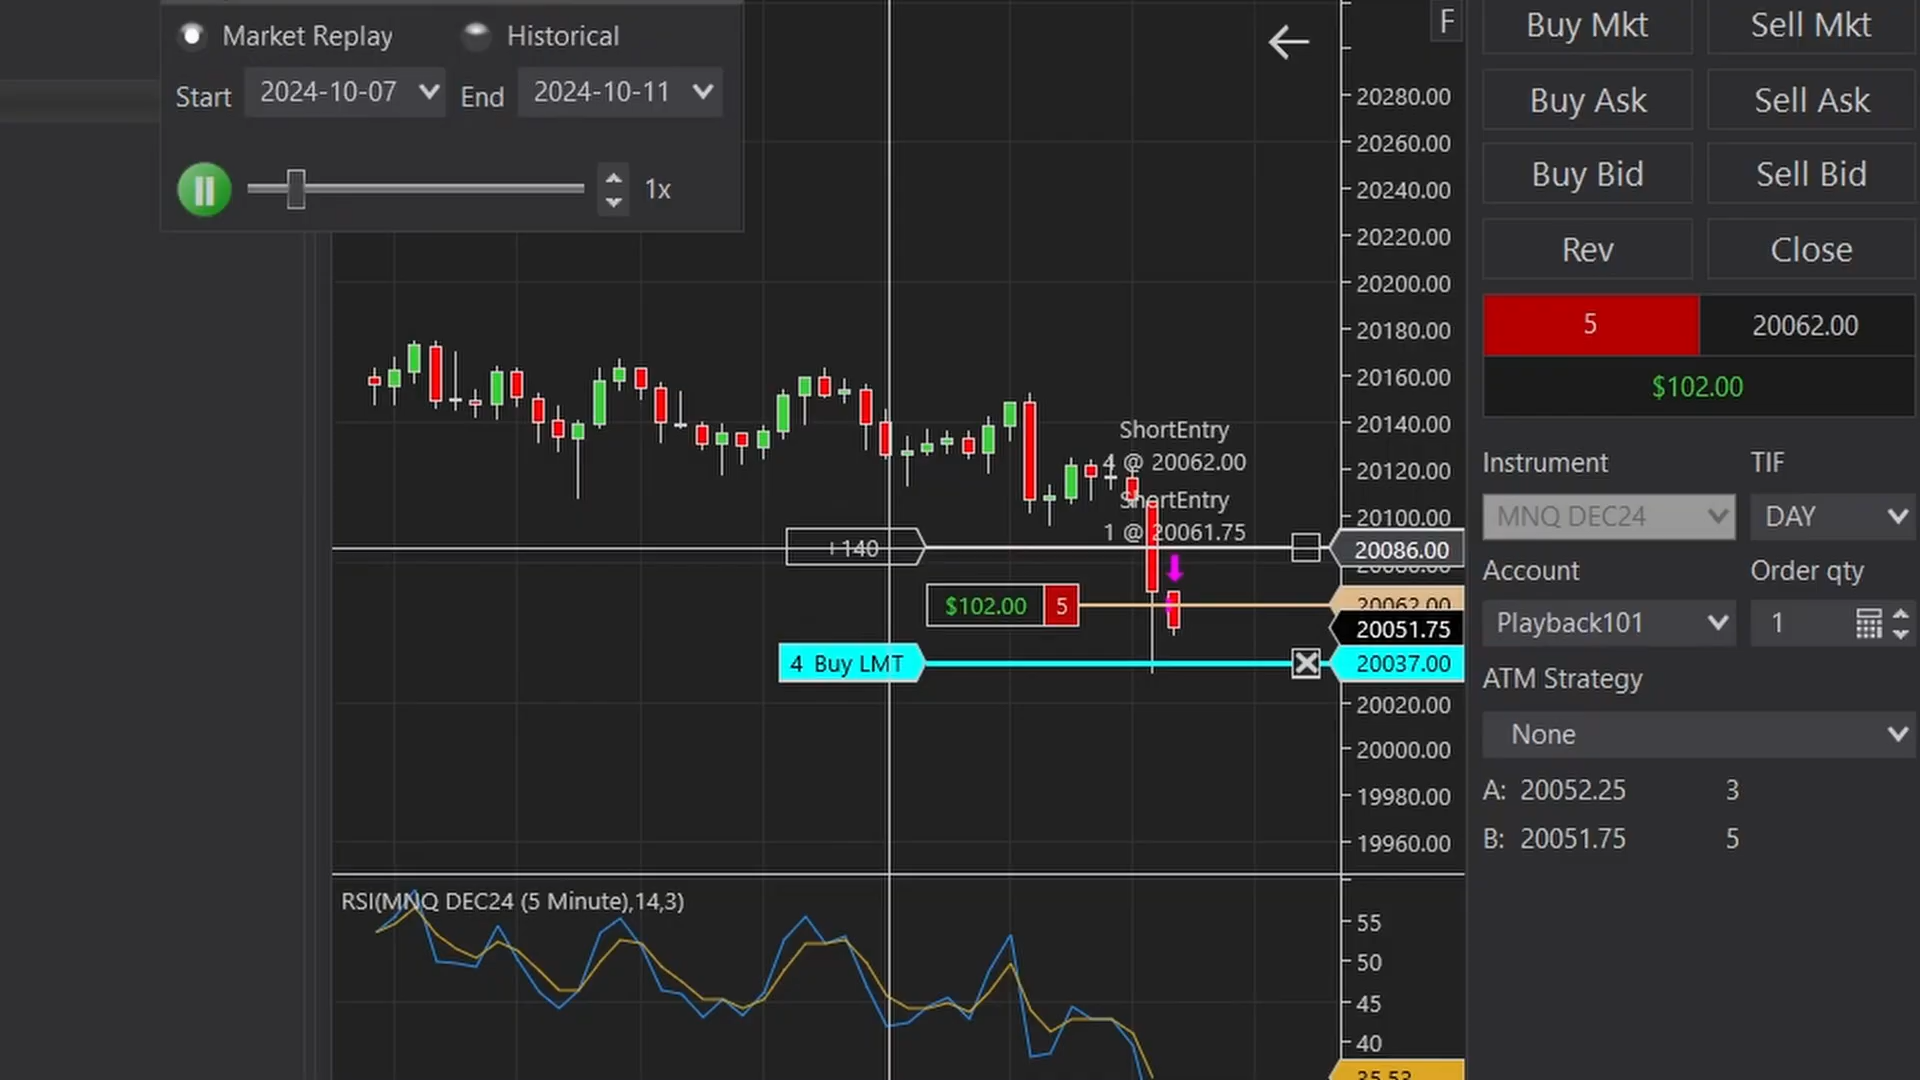 Market Replay
Historical
Start
2024-10-07
End
2024-10-11
1x
F
20280.00
20260.00
20240.00
20220.00
20200.00
20180.00
20160.00
20140.00
20120.00
20100.00
20086.00
20062.00
20051.75
20037.00
20020.00
20000.00
19980.00
19960.00
ShortEntry
4 @ 20062.00
ShortEntry
1 @ 20061.75
$102.00
5
4 Buy LMT
RSI(MNQ DEC24 (5 Minute),14,3)
55
50
45
40
35.53
Buy Mkt
Sell Mkt
Buy Ask
Sell Ask
Buy Bid
Sell Bid
Rev
Close
5
20062.00
$102.00
Instrument
TIF
MNQ DEC24
DAY
Account
Order qty
Playback101
1
ATM Strategy
None
A: 20052.25 3
B: 20051.75 5